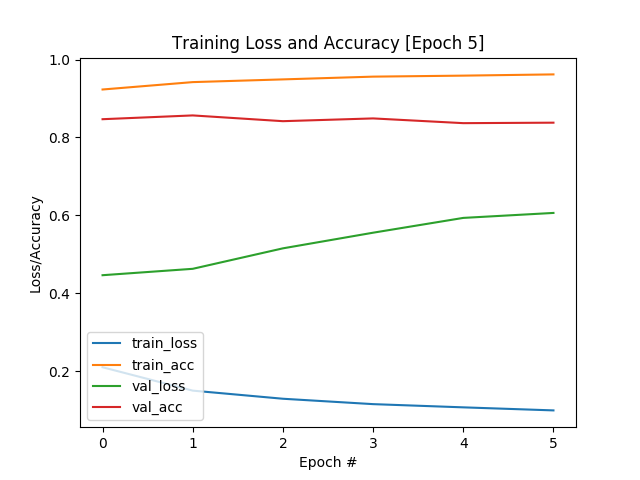 Training Loss and Accuracy [Epoch 5]
1.0
0.8
0.6
0.4
0.2
Loss/Accuracy
train_loss
train_acc
val_loss
val_acc
0 1 2 3 4 5
Epoch #